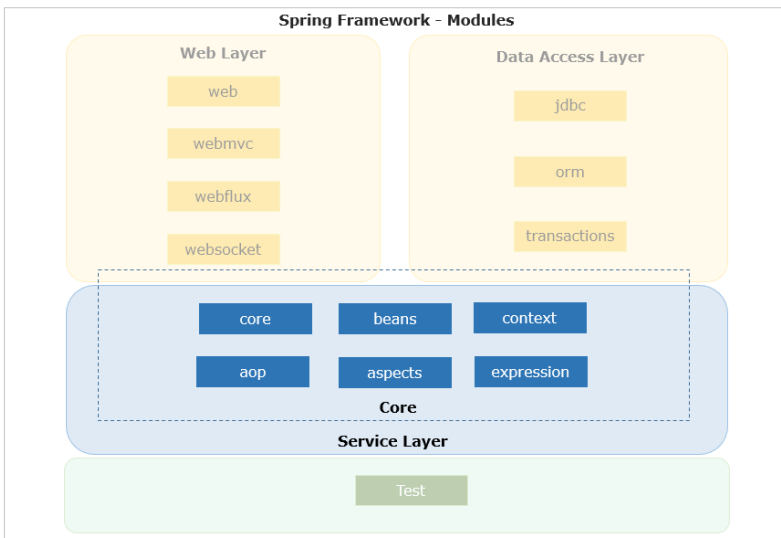 Spring Framework - Modules
Web Layer
web
webmvc
webflux
websocket
Data Access Layer
jdbc
orm
transactions
core
beans
context
aop
aspects
expression
Core
Service Layer
Test